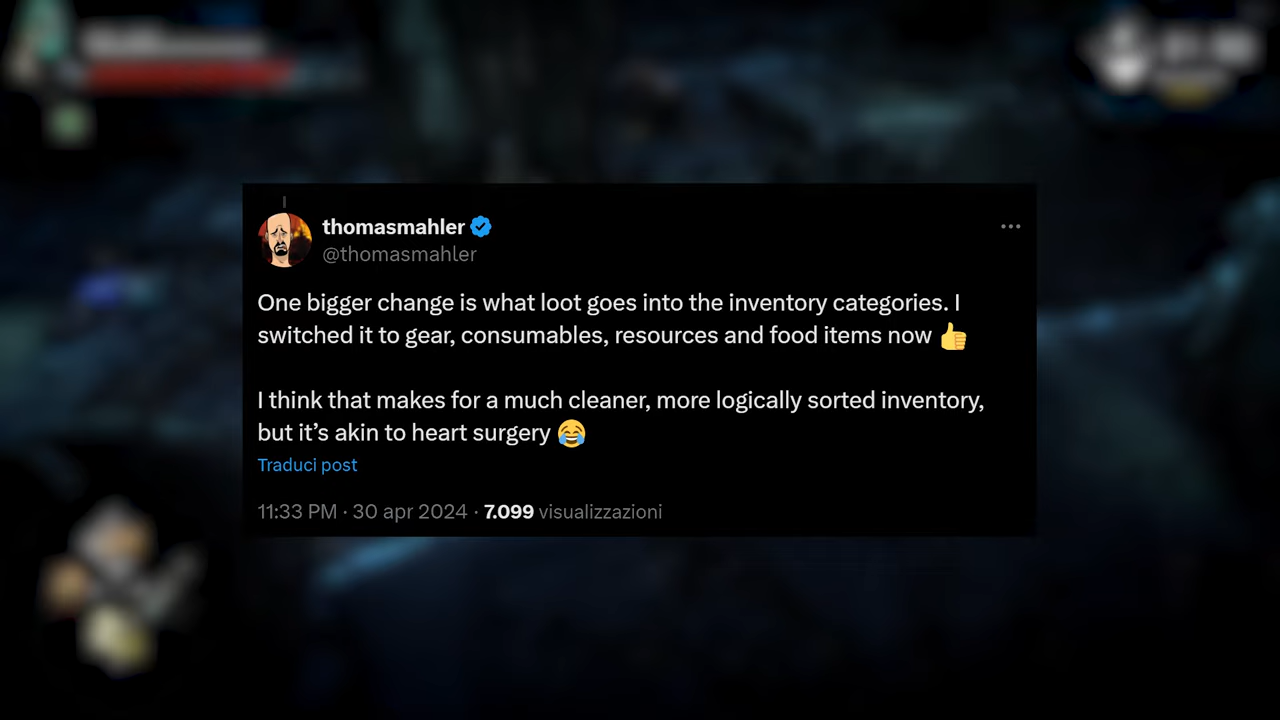 thomasmahler
@thomasmahler
One bigger change is what loot goes into the inventory categories. I
switched it to gear, consumables, resources and food items now 👍
I think that makes for a much cleaner, more logically sorted inventory,
but it’s akin to heart surgery 😂
Traduci post
11:33 PM · 30 apr 2024 · 7.099 visualizzazioni